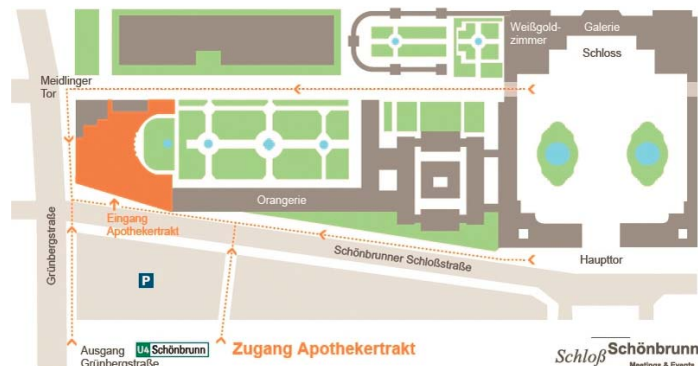 Weißgold-
zimmer
Galerie
Schloss
Meidlinger
Tor
Orangerie
Eingang
Apothekertrakt
Grünbergstraße
Schönbrunner Schloßstraße
Haupttor
P
Ausgang
Grünbergstraße
U4 Schönbrunn
Zugang Apothekertrakt
Schloß Schönbrunn
Meetings & Events